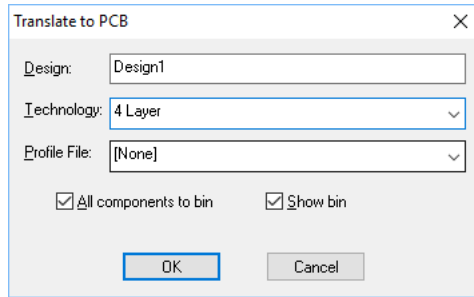 Translate to PCB
Design: Design1
Technology: 4 Layer
Profile File: [None]
All components to bin Show bin
OK Cancel